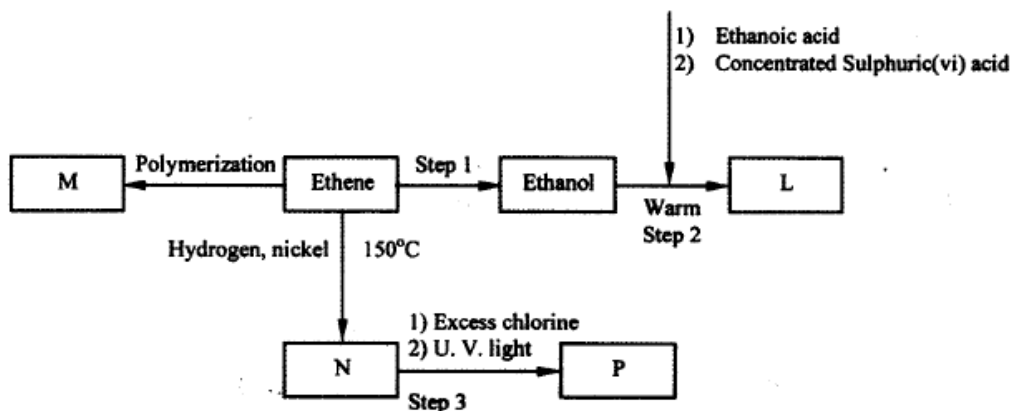 1) Ethanoic acid
2) Concentrated Sulphuric(vi) acid
M
Polymerization
Ethene
Step 1
Ethanol
Warm
Step 2
L
Hydrogen, nickel
150°C
N
1) Excess chlorine
2) U. V. light
Step 3
P